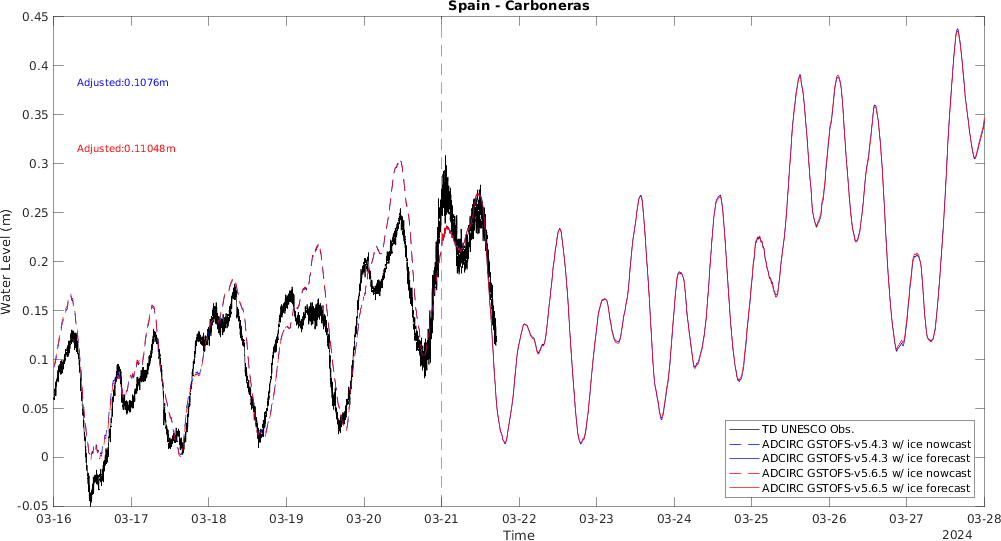 Spain - Carboneras
0.45
0.4
0.35
0.3
0.25
0.2
0.15
0.1
0.05
0
-0.05
Water Level (m)
Adjusted:0.1076m
Adjusted:0.11048m
TD UNESCO Obs.
ADCIRC GSTOFS-v5.4.3 w/ ice nowcast
ADCIRC GSTOFS-v5.4.3 w/ ice forecast
ADCIRC GSTOFS-v5.6.5 w/ ice nowcast
ADCIRC GSTOFS-v5.6.5 w/ ice forecast
03-16 03-17 03-18 03-19 03-20 03-21 03-22 03-23 03-24 03-25 03-26 03-27 03-28
Time
2024